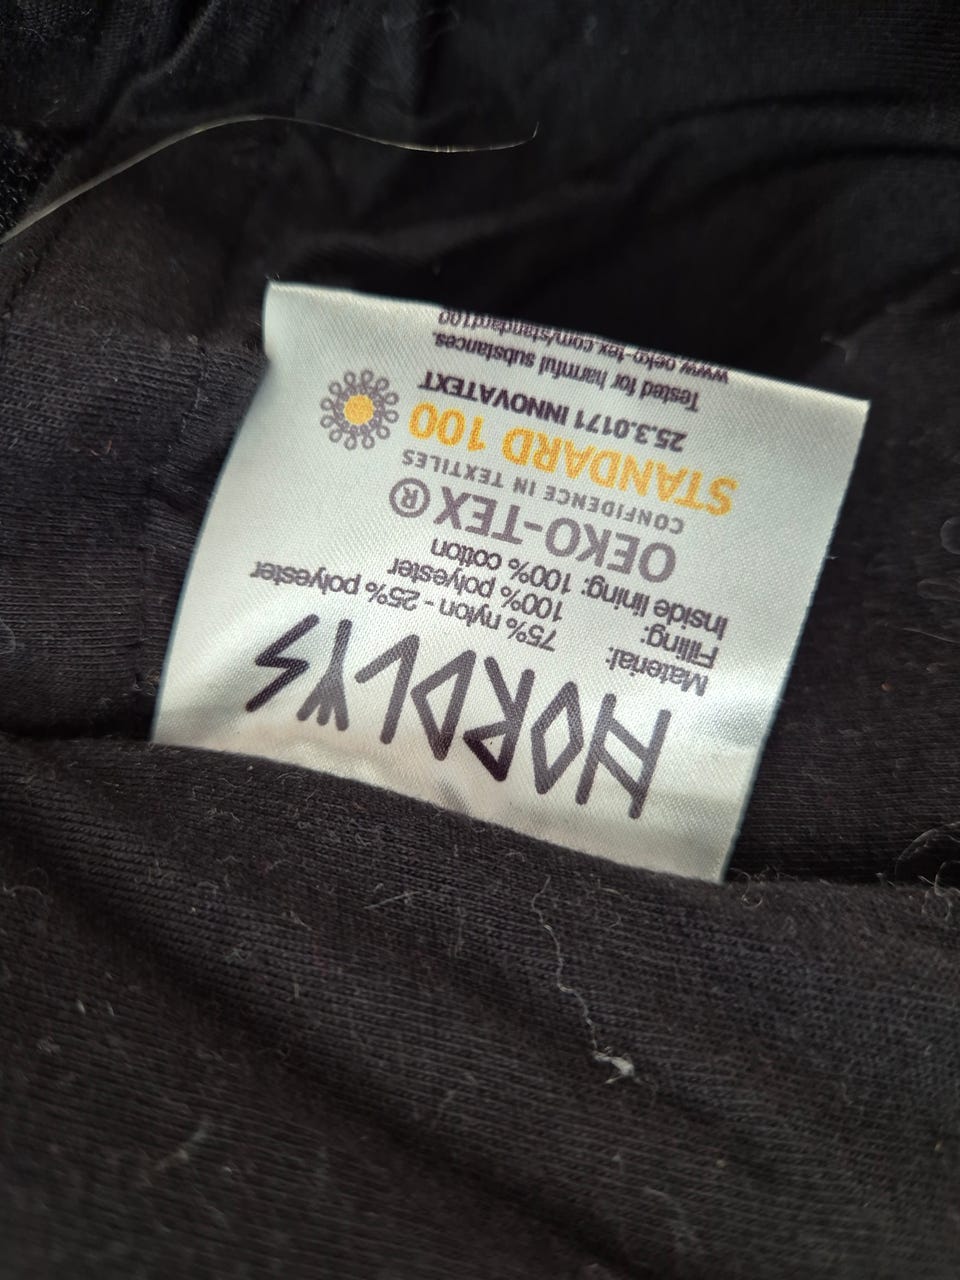 NORDLYS
Material: 75% nylon - 25% polyester
Filling: 100% polyester
Inside lining: 100% cotton
OEKO-TEX®
CONFIDENCE IN TEXTILES
STANDARD 100
25.3.0171 INNOVATEXT
Tested for harmful substances.
www.oeko-tex.com/standard100